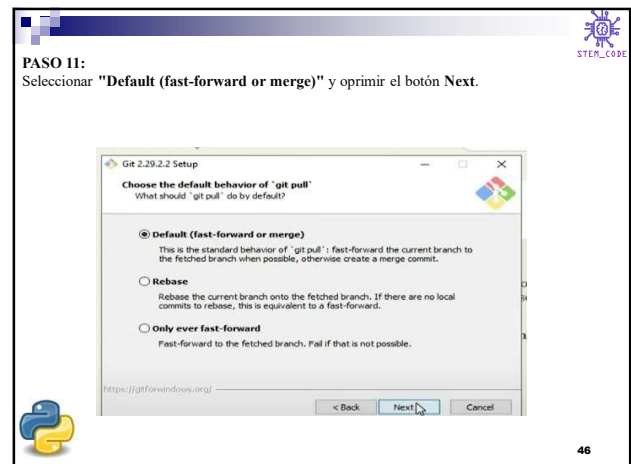 STEM_CODE
PASO 11:
Seleccionar "Default (fast-forward or merge)" y oprimir el botón Next.
Git 2.29.2.2 Setup
Choose the default behavior of `git pull`
What should `git pull` do by default?
Default (fast-forward or merge)
This is the standard behavior of `git pull`: fast-forward the current branch to
the fetched branch when possible, otherwise create a merge commit.
Rebase
Rebase the current branch onto the fetched branch. If there are no local
commits to rebase, this is equivalent to a fast-forward.
Only ever fast-forward
Fast-forward to the fetched branch. Fail if that is not possible.
https://gitforwindows.org/
< Back Next Cancel
46